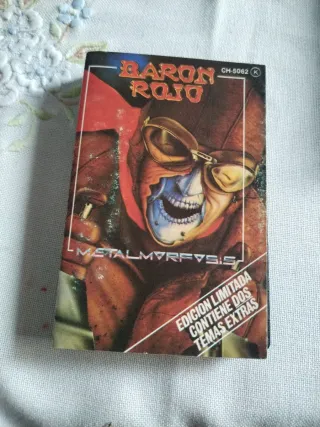 BARON
ROJO
CH-5062 K
METALMORFOSIS
EDICION LIMITADA
CONTIENE DOS
TEMAS EXTRAS